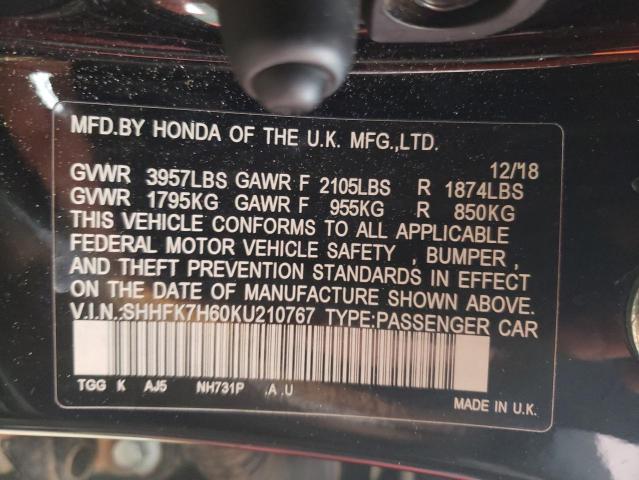 MFD.BY HONDA OF THE U.K. MFG.,LTD.
12/18
GVWR 3957LBS GAWR F 2105LBS R 1874LBS
GVWR 1795KG GAWR F 955KG R 850KG
THIS VEHICLE CONFORMS TO ALL APPLICABLE
FEDERAL MOTOR VEHICLE SAFETY , BUMPER ,
AND THEFT PREVENTION STANDARDS IN EFFECT
ON THE DATE OF MANUFACTURE SHOWN ABOVE.
V.I.N.:SHHFK7H60KU210767 TYPE:PASSENGER CAR
TGG K AJ5 NH731P .A .U
MADE IN U.K.